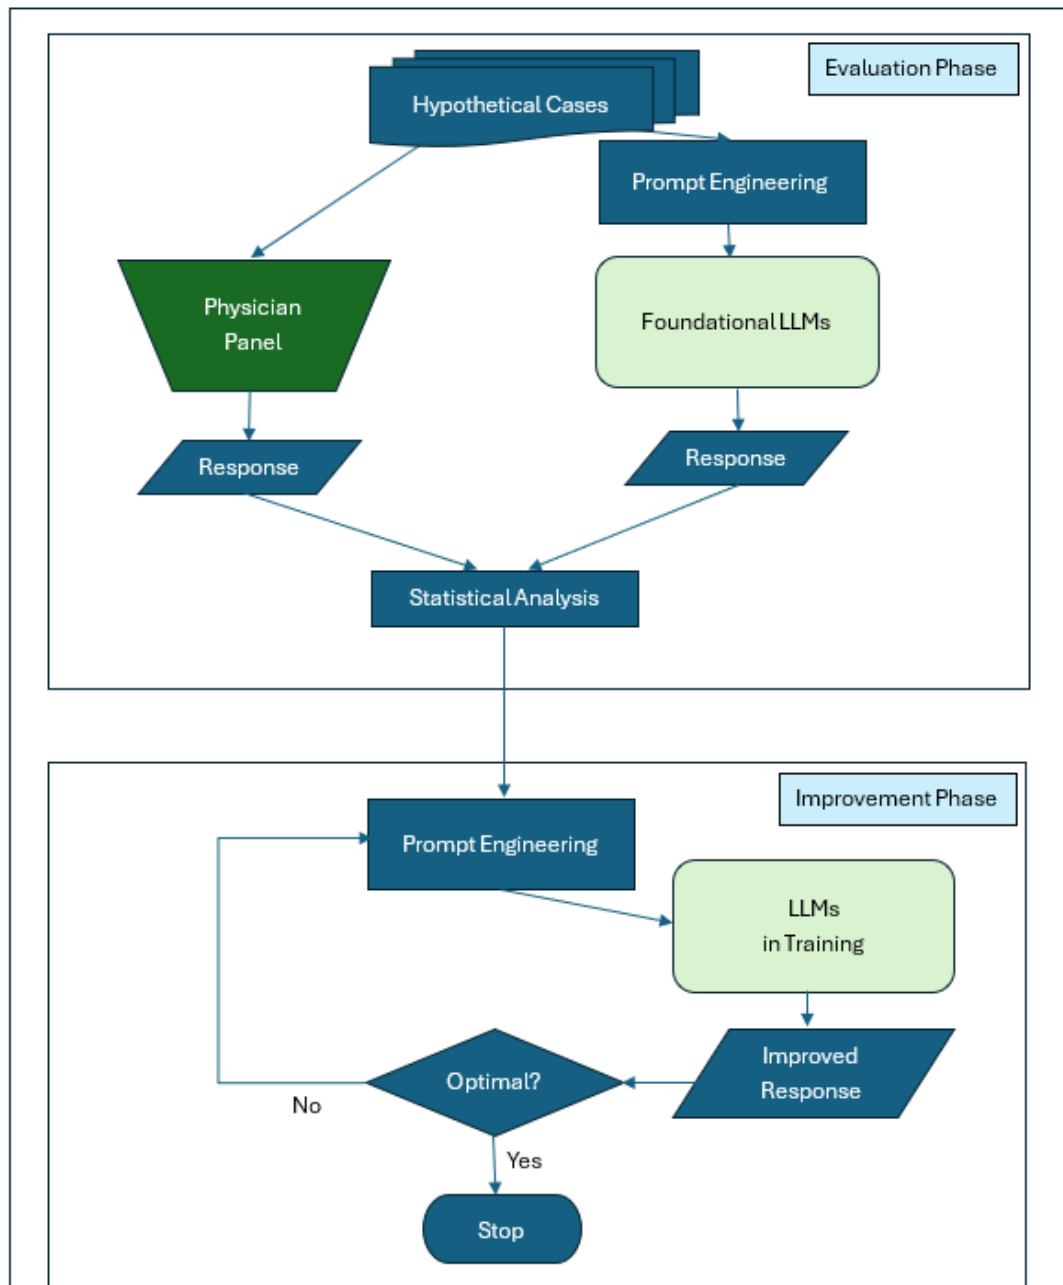 Evaluation Phase
Hypothetical Cases
Prompt Engineering
Physician
Panel
Foundational LLMs
Response
Response
Statistical Analysis
Improvement Phase
Prompt Engineering
LLMs
in Training
Improved
Response
Optimal?
No
Yes
Stop